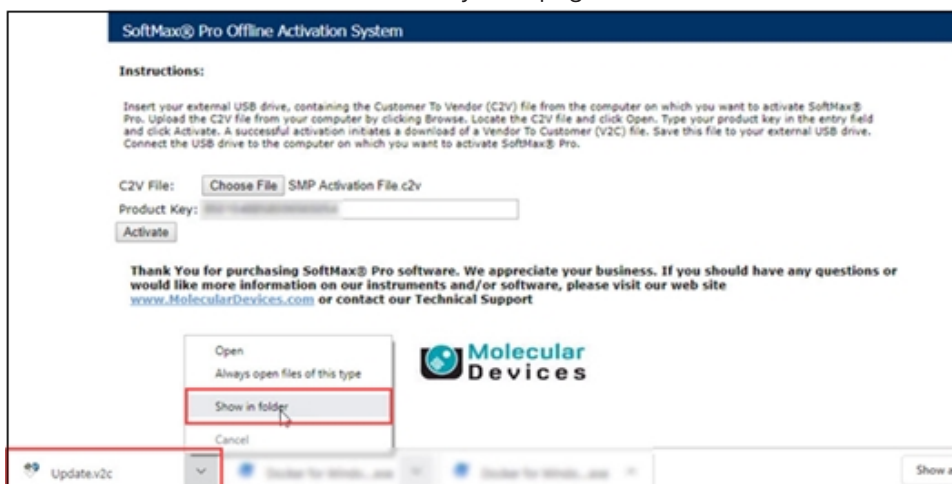 SoftMax® Pro Offline Activation System
Instructions:
Insert your external USB drive, containing the Customer To Vendor (C2V) file from the computer on which you want to activate SoftMax®
Pro. Upload the C2V file from your computer by clicking Browse. Locate the C2V file and click Open. Type your product key in the entry field
and click Activate. A successful activation initiates a download of a Vendor To Customer (V2C) file. Save this file to your external USB drive.
Connect the USB drive to the computer on which you want to activate SoftMax® Pro.
C2V File: Choose File SMP Activation File.c2v
Product Key:
Activate
Thank You for purchasing SoftMax® Pro software. We appreciate your business. If you should have any questions or
would like more information on our instruments and/or software, please visit our web site
www.MolecularDevices.com or contact our Technical Support
Open
Always open files of this type
Show in folder
Cancel
Molecular
Devices
Update.v2c
Show a